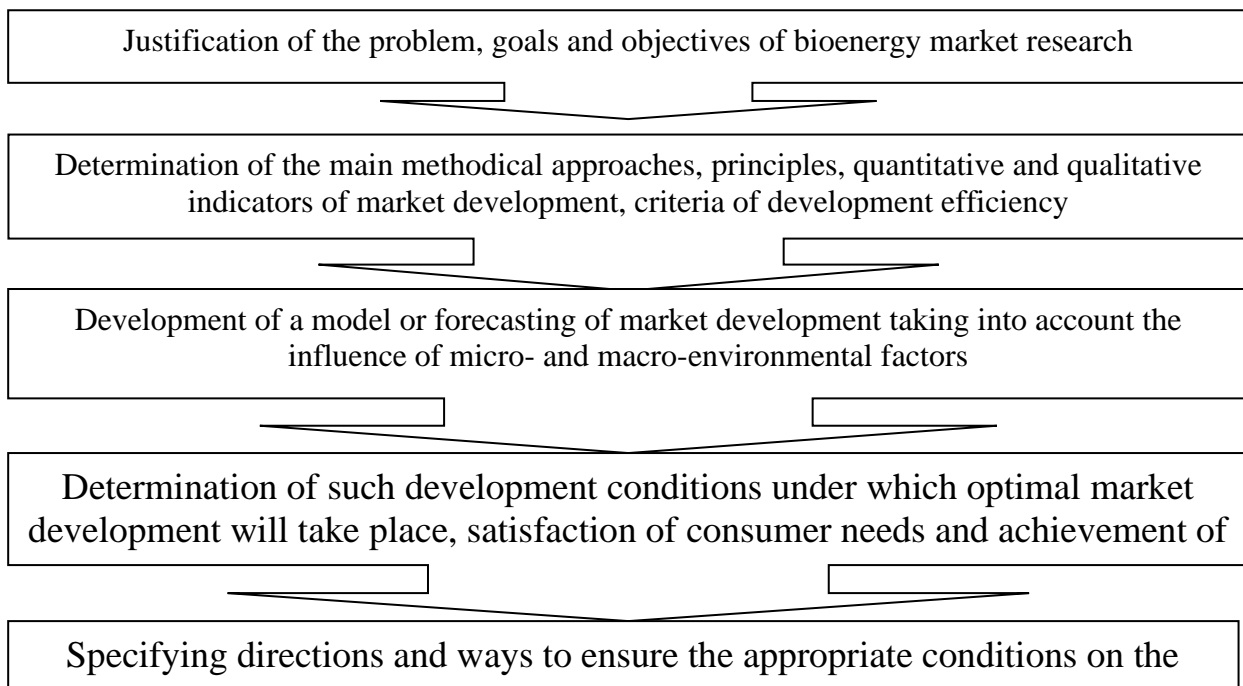 Justification of the problem, goals and objectives of bioenergy market research
Determination of the main methodical approaches, principles, quantitative and qualitative
indicators of market development, criteria of development efficiency
Development of a model or forecasting of market development taking into account the
influence of micro- and macro-environmental factors
Determination of such development conditions under which optimal market
development will take place, satisfaction of consumer needs and achievement of
Specifying directions and ways to ensure the appropriate conditions on the